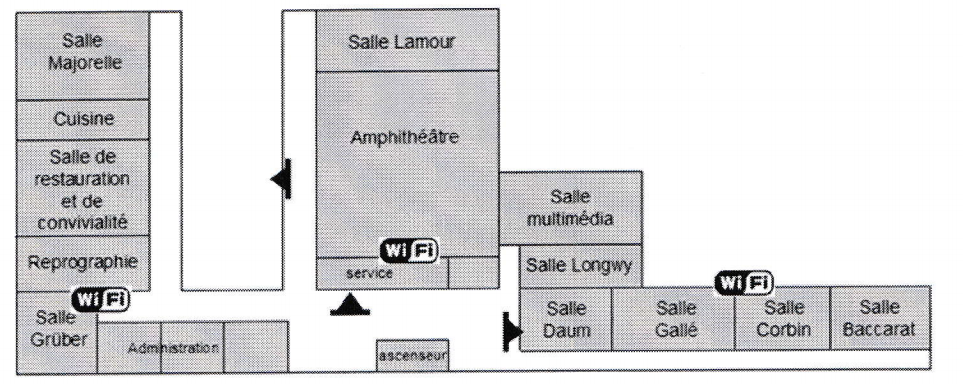 Salle
Majorelle
Cuisine
Salle de
restauration
et de
convivialité
Reprographie
WiFi
Salle
Grüber
Administration
Salle Lamour
Amphithéâtre
WiFi
service
ascenseur
Salle
multimédia
Salle Longwy
WiFi
Salle
Daum
Salle
Gallé
Salle
Corbin
Salle
Baccarat